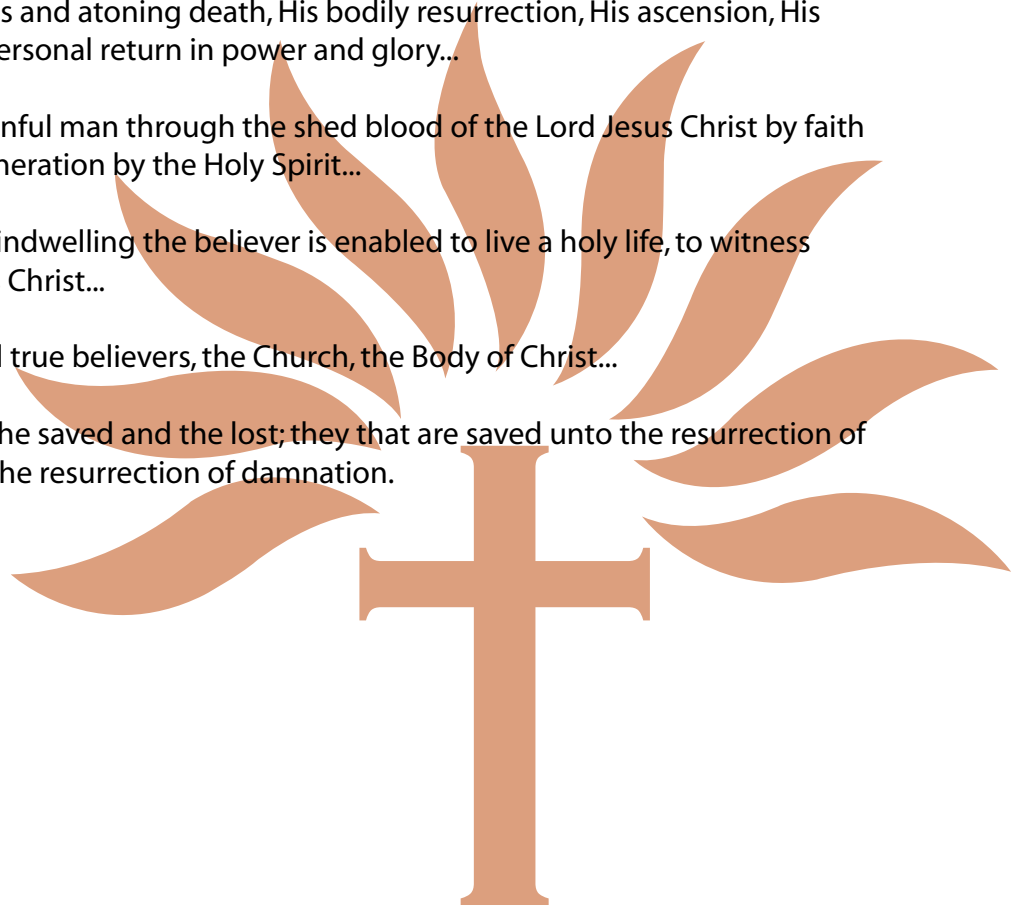 s and atoning death, His bodily resurrection, His ascension, His
ersonal return in power and glory...
nful man through the shed blood of the Lord Jesus Christ by faith
neration by the Holy Spirit...
indwelling the believer is enabled to live a holy life, to witness
Christ...
true believers, the Church, the Body of Christ...
he saved and the lost; they that are saved unto the resurrection of
he resurrection of damnation.